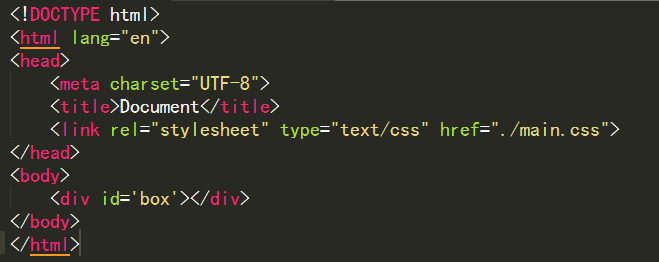 <!DOCTYPE html>
<html lang="en">
<head>
    <meta charset="UTF-8">
    <title>Document</title>
    <link rel="stylesheet" type="text/css" href="./main.css">
</head>
<body>
    <div id='box'></div>
</body>
</html>